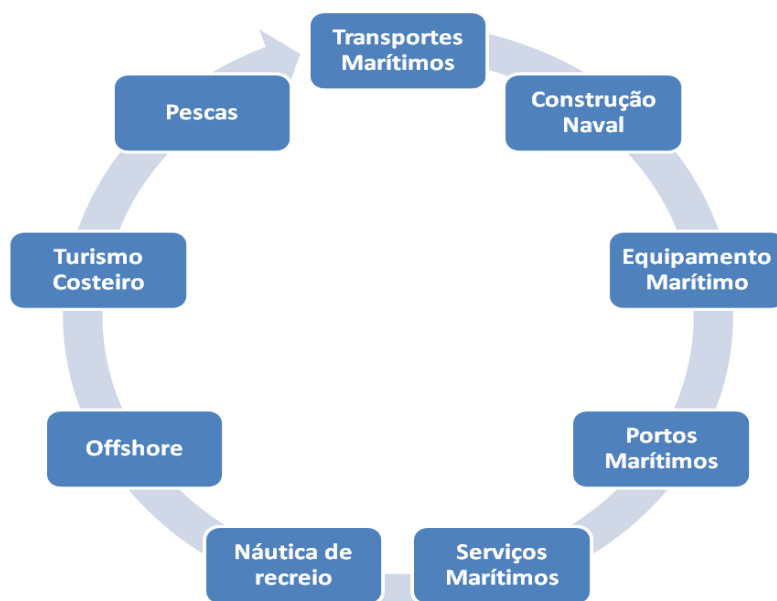 Transportes
Marítimos
Construção
Naval
Equipamento
Marítimo
Portos
Marítimos
Serviços
Marítimos
Náutica de
recreio
Offshore
Turismo
Costeiro
Pescas